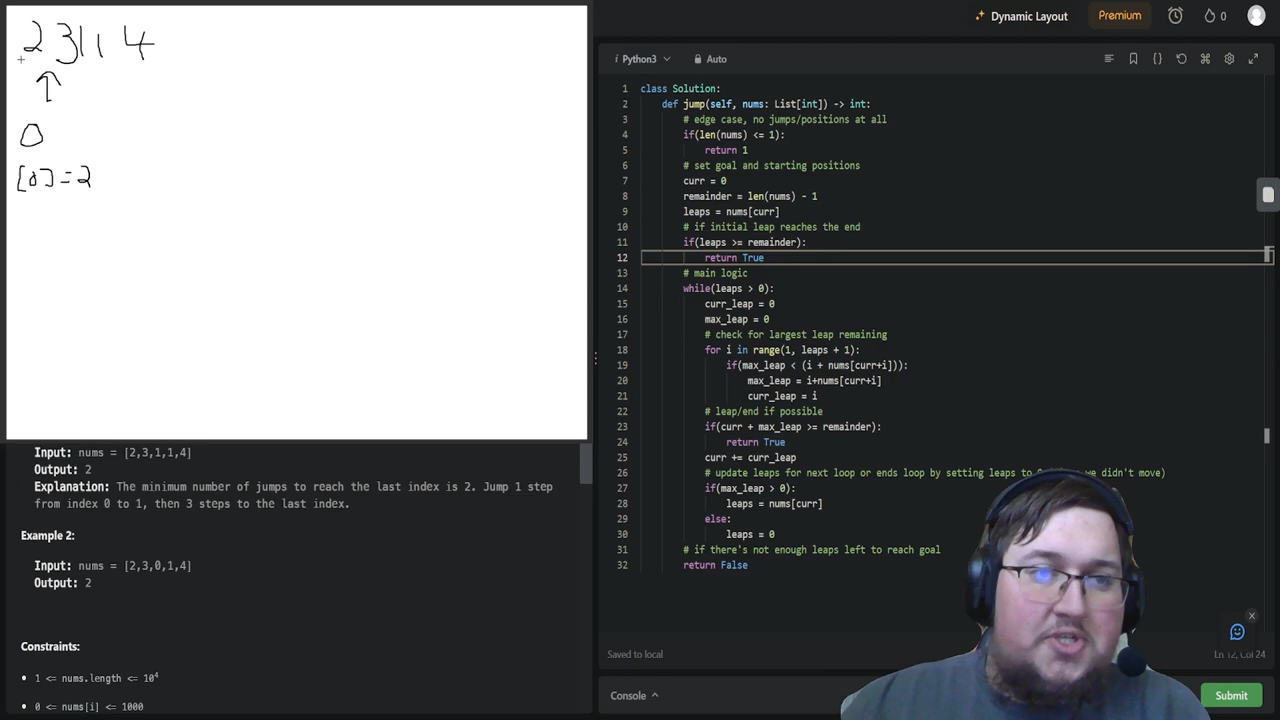 2 3 1 1 4
↑
0
[0] = 2
Input: nums = [2,3,1,1,4]
Output: 2
Explanation: The minimum number of jumps to reach the last index is 2. Jump 1 step
from index 0 to 1, then 3 steps to the last index.
Example 2:
Input: nums = [2,3,0,1,4]
Output: 2
Constraints:
• 1 <= nums.length <= 10⁴
• 0 <= nums[i] <= 1000
Dynamic Layout Premium 0
i Python3 Auto
1 class Solution:
2 def jump(self, nums: List[int]) -> int:
3 # edge case, no jumps/positions at all
4 if(len(nums) <= 1):
5 return 1
6 # set goal and starting positions
7 curr = 0
8 remainder = len(nums) - 1
9 leaps = nums[curr]
10 # if initial leap reaches the end
11 if(leaps >= remainder):
12 return True
13 # main logic
14 while(leaps > 0):
15 curr_leap = 0
16 max_leap = 0
17 # check for largest leap remaining
18 for i in range(1, leaps + 1):
19 if(max_leap < (i + nums[curr+i])):
20 max_leap = i+nums[curr+i]
21 curr_leap = i
22 # leap/end if possible
23 if(curr + max_leap >= remainder):
24 return True
25 curr += curr_leap
26 # update leaps for next loop or ends loop by setting leaps to 0 we didn't move)
27 if(max_leap > 0):
28 leaps = nums[curr]
29 else:
30 leaps = 0
31 # if there's not enough leaps left to reach goal
32 return False
Saved to local Ln 12, Col 24
Console Submit